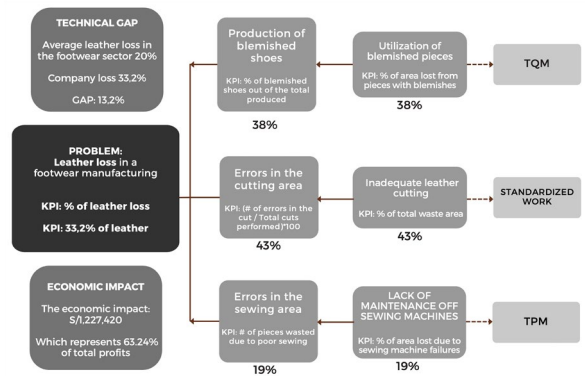 TECHNICAL GAP
Average leather loss in
the footwear sector 20%
Company loss 33,2%
GAP: 13,2%
PROBLEM:
Leather loss in a
footwear manufacturing
KPI: % of leather loss
KPI: 33,2% of leather
ECONOMIC IMPACT
The economic impact:
S/1,227,420
Which represents 63.24%
of total profits
Production of
blemished
shoes
KPI: % of blemished
shoes out of the total
produced
38%
Utilization of
blemished pieces
KPI: % of area lost from
pieces with blemishes
38%
TQM
Errors in the
cutting area
KPI: (# of errors in the
cut / Total cuts
performed)*100
43%
Inadequate leather
cutting
KPI: % of total waste area
43%
STANDARDIZED
WORK
Errors in the
sewing area
KPI: # of pieces wasted
due to poor sewing
19%
LACK OF
MAINTENANCE OFF
SEWING MACHINES
KPI: % of area lost due to
sewing machine failures
19%
TPM